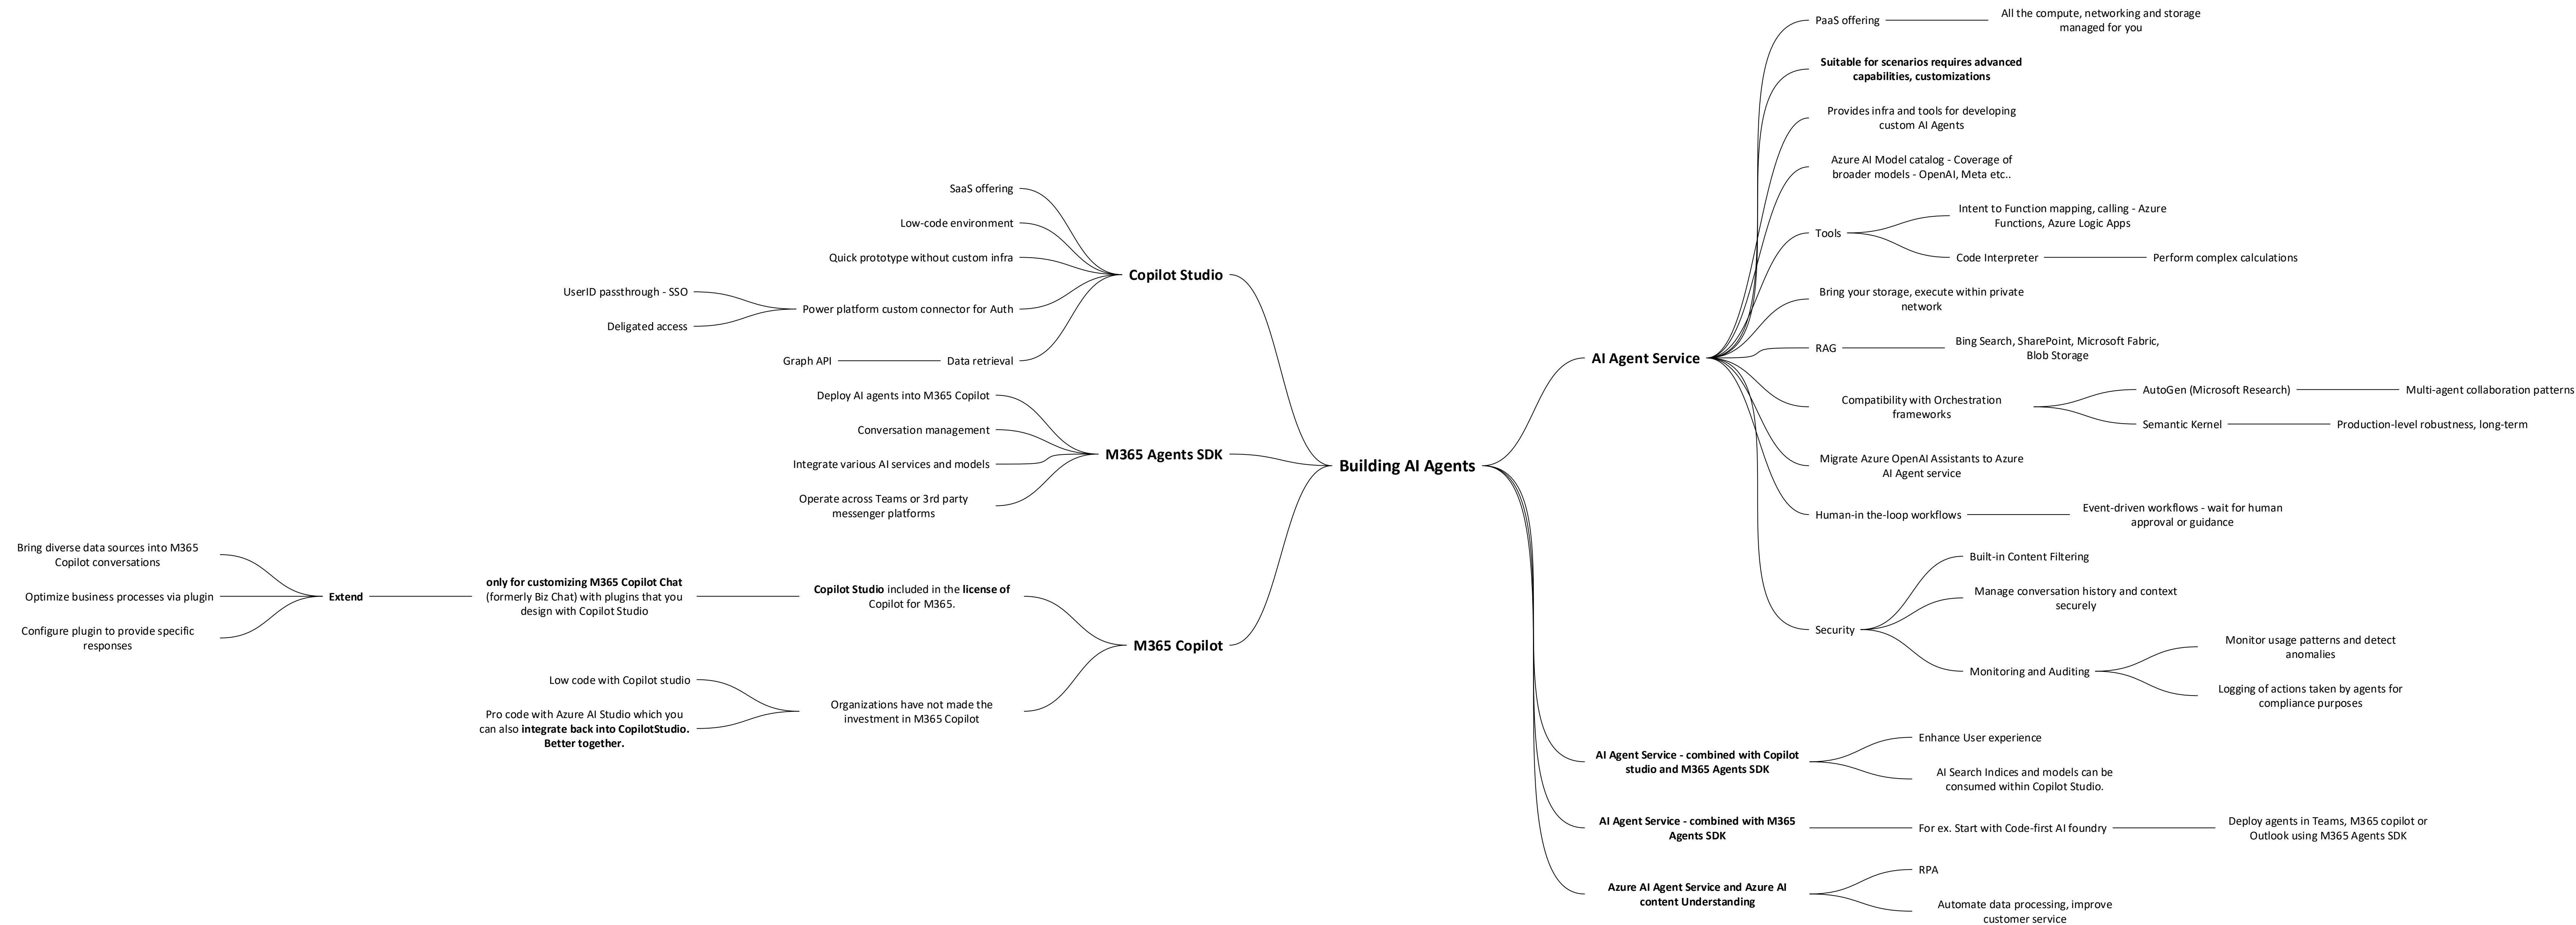 Building AI Agents
Copilot Studio
SaaS offering
Low-code environment
Quick prototype without custom infra
Power platform custom connector for Auth
UserID passthrough - SSO
Deligated access
Data retrieval
Graph API
M365 Agents SDK
Deploy AI agents into M365 Copilot
Conversation management
Integrate various AI services and models
Operate across Teams or 3rd party
messenger platforms
M365 Copilot
Copilot Studio included in the license of
Copilot for M365.
only for customizing M365 Copilot Chat
(formerly Biz Chat) with plugins that you
design with Copilot Studio
Extend
Bring diverse data sources into M365
Copilot conversations
Optimize business processes via plugin
Configure plugin to provide specific
responses
Organizations have not made the
investment in M365 Copilot
Low code with Copilot studio
Pro code with Azure AI Studio which you
can also integrate back into CopilotStudio.
Better together.
AI Agent Service
PaaS offering
All the compute, networking and storage
managed for you
Suitable for scenarios requires advanced
capabilities, customizations
Provides infra and tools for developing
custom AI Agents
Azure AI Model catalog - Coverage of
broader models - OpenAI, Meta etc..
Tools
Intent to Function mapping, calling - Azure
Functions, Azure Logic Apps
Code Interpreter
Perform complex calculations
Bring your storage, execute within private
network
RAG
Bing Search, SharePoint, Microsoft Fabric,
Blob Storage
Compatibility with Orchestration
frameworks
AutoGen (Microsoft Research)
Multi-agent collaboration patterns
Semantic Kernel
Production-level robustness, long-term
Migrate Azure OpenAI Assistants to Azure
AI Agent service
Human-in the-loop workflows
Event-driven workflows - wait for human
approval or guidance
Security
Built-in Content Filtering
Manage conversation history and context
securely
Monitoring and Auditing
Monitor usage patterns and detect
anomalies
Logging of actions taken by agents for
compliance purposes
AI Agent Service - combined with Copilot
studio and M365 Agents SDK
Enhance User experience
AI Search Indices and models can be
consumed within Copilot Studio.
AI Agent Service - combined with M365
Agents SDK
For ex. Start with Code-first AI foundry
Deploy agents in Teams, M365 copilot or
Outlook using M365 Agents SDK
Azure AI Agent Service and Azure AI
content Understanding
RPA
Automate data processing, improve
customer service